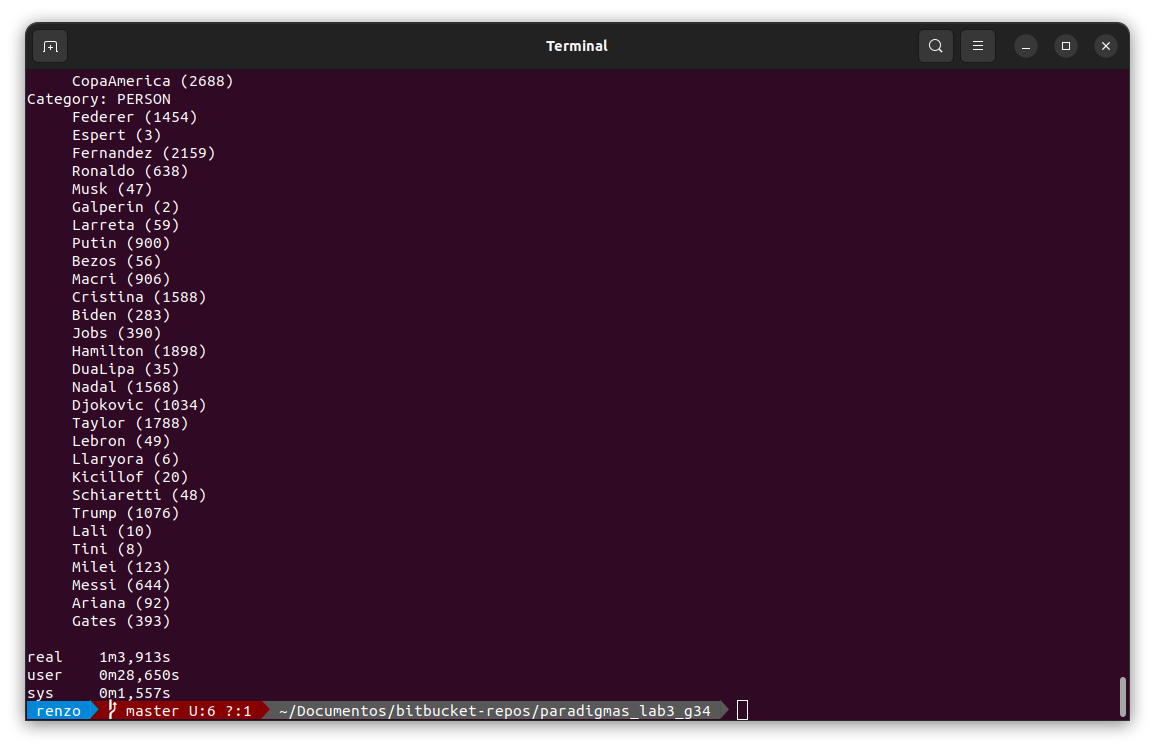 Terminal
CopaAmerica (2688)
Category: PERSON
Federer (1454)
Espert (3)
Fernandez (2159)
Ronaldo (638)
Musk (47)
Galperin (2)
Larreta (59)
Putin (900)
Bezos (56)
Macri (906)
Cristina (1588)
Biden (283)
Jobs (390)
Hamilton (1898)
DuaLipa (35)
Nadal (1568)
Djokovic (1034)
Taylor (1788)
Lebron (49)
Llaryora (6)
Kicillof (20)
Schiaretti (48)
Trump (1076)
Lali (10)
Tini (8)
Milei (123)
Messi (644)
Ariana (92)
Gates (393)
real 1m3,913s
user 0m28,650s
sys 0m1,557s
renzo master U:6 ?:1 ~/Documentos/bitbucket-repos/paradigmas_lab3_g34